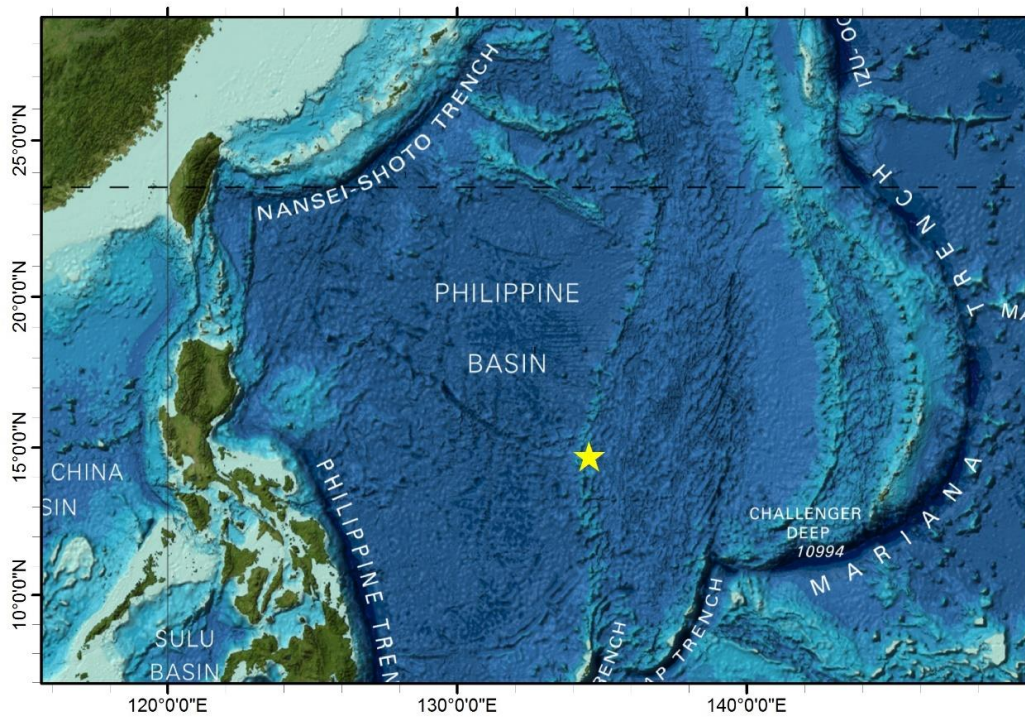 IZU-OO
25°0'0"N
20°0'0"N
15°0'0"N
10°0'0"N
NANSEI-SHOTO TRENCH
TRENCH
PHILIPPINE
BASIN
CHINA
SIN
PHILIPPINE TREN
CHALLENGER
DEEP
10994
MARIANA
SULU
BASIN
RENCH
AP TRENCH
120°0'0"E
130°0'0"E
140°0'0"E